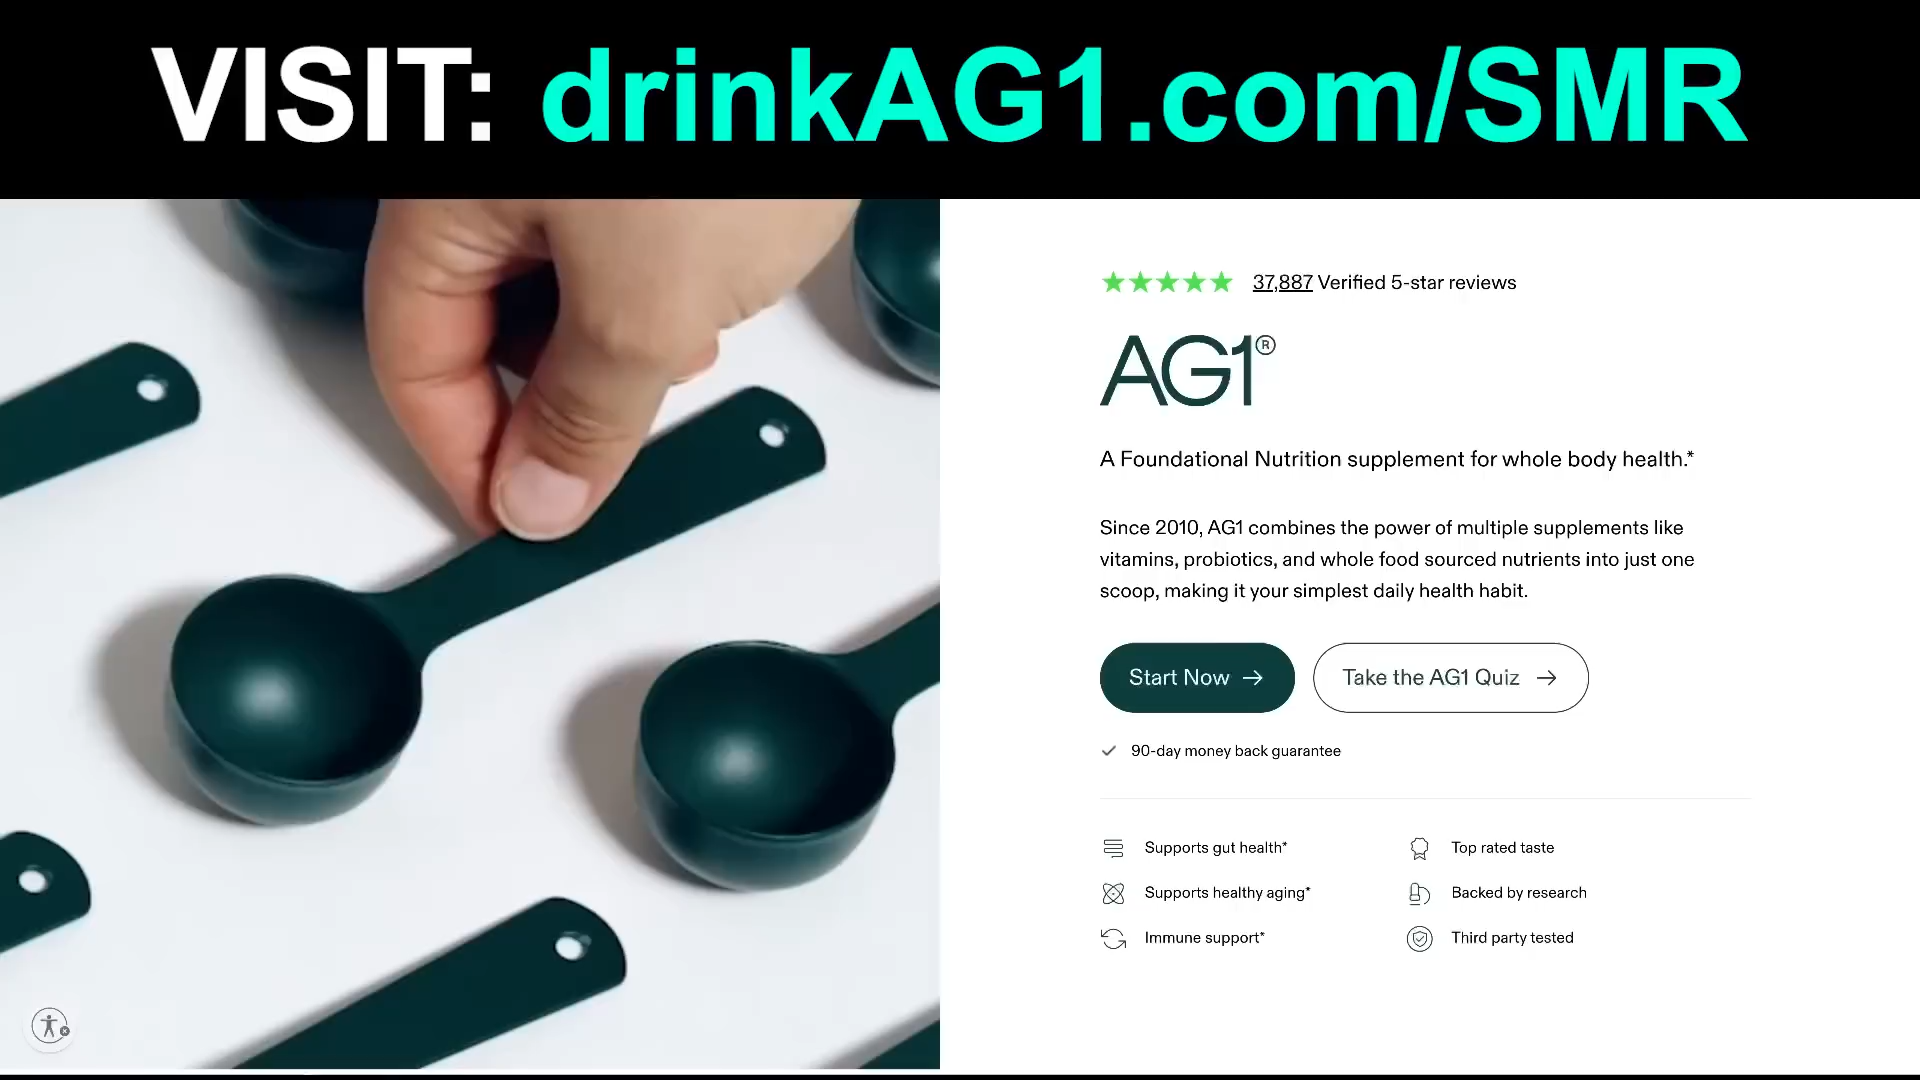 VISIT: drinkAG1.com/SMR
37,887 Verified 5-star reviews
AG1®
A Foundational Nutrition supplement for whole body health.*
Since 2010, AG1 combines the power of multiple supplements like
vitamins, probiotics, and whole food sourced nutrients into just one
scoop, making it your simplest daily health habit.
Start Now →
Take the AG1 Quiz →
90-day money back guarantee
Supports gut health*
Top rated taste
Supports healthy aging*
Backed by research
Immune support*
Third party tested